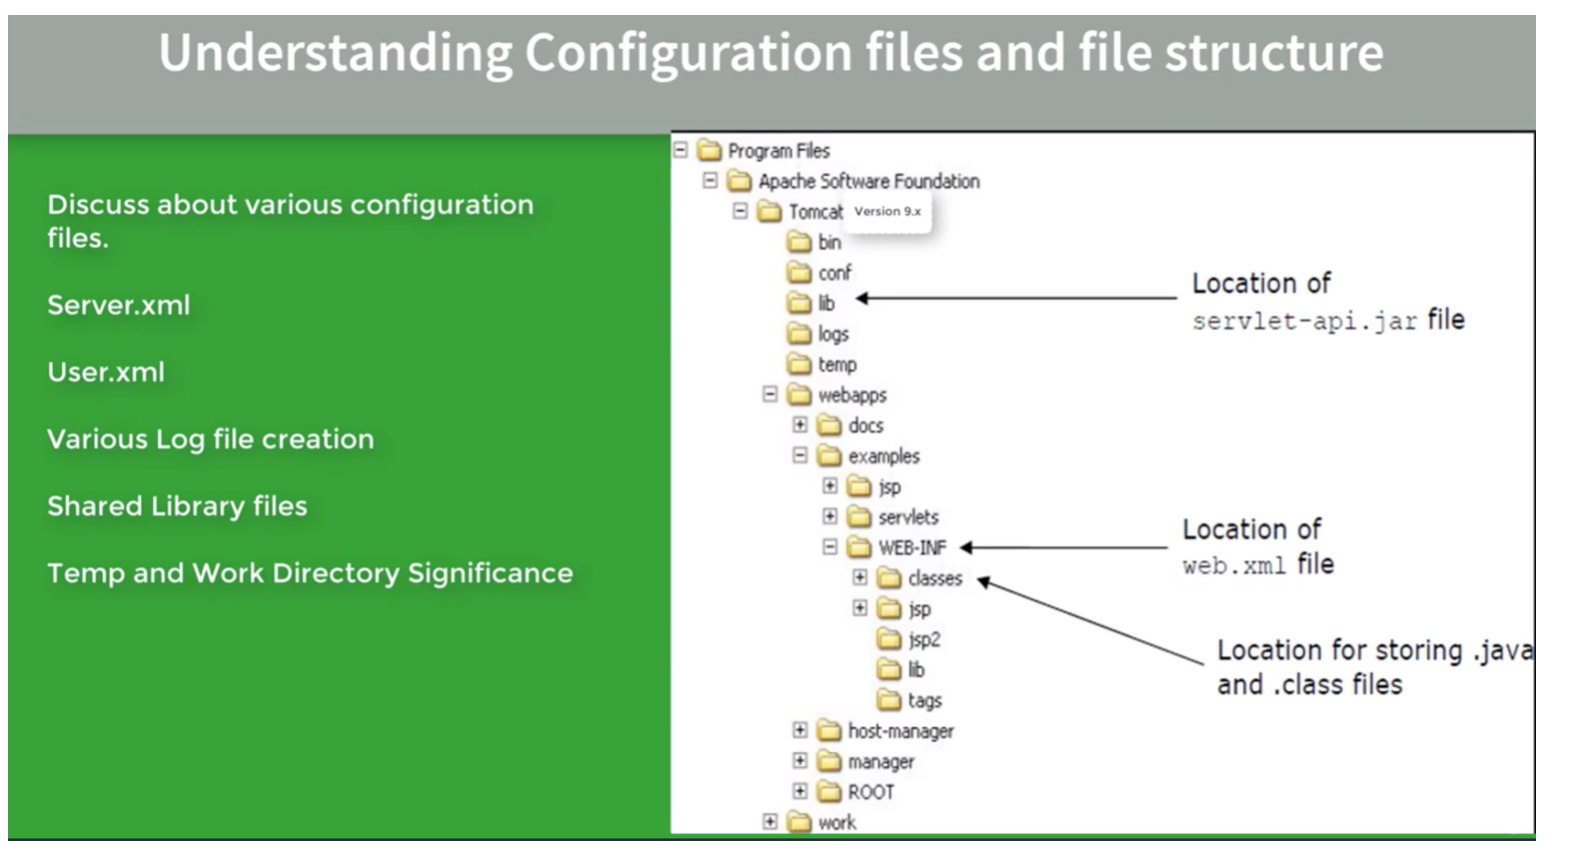 Understanding Configuration files and file structure
Discuss about various configuration
files.
Server.xml
User.xml
Various Log file creation
Shared Library files
Temp and Work Directory Significance
Program Files
Apache Software Foundation
Tomcat
Version 9.x
bin
conf
lib
logs
temp
webapps
docs
examples
jsp
servlets
WEB-INF
classes
jsp
jsp2
lib
tags
host-manager
manager
ROOT
work
Location of
servlet-api.jar file
Location of
web.xml file
Location for storing .java
and .class files